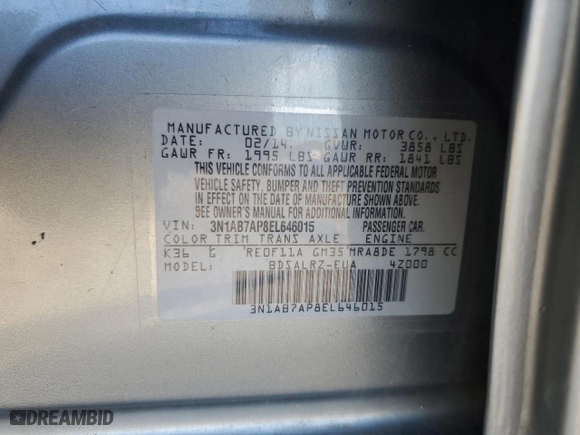 MANUFACTURED BY NISSAN MOTOR CO., LTD.
DATE: 02/14. GVWR: 3858 LBS
GAWR FR: 1995 LBS GAWR RR: 1841 LBS
THIS VEHICLE CONFORMS TO ALL APPLICABLE FEDERAL MOTOR
VEHICLE SAFETY, BUMPER AND THEFT PREVENTION STANDARDS
IN EFFECT ON THE DATE OF MANUFACTURE SHOWN ABOVE.
SEE OWNER'S MANUAL FOR ADDITIONAL INFORMATION.
VIN: 3N1AB7AP8EL646015 PASSENGER CAR.
COLOR TRIM TRANS AXLE ENGINE
K36 G RE0F11A GM35 MRA8DE 1798 CC
BDSALRZ-EUA 4Z000
3N1AB7AP8EL646015
DREAMBID